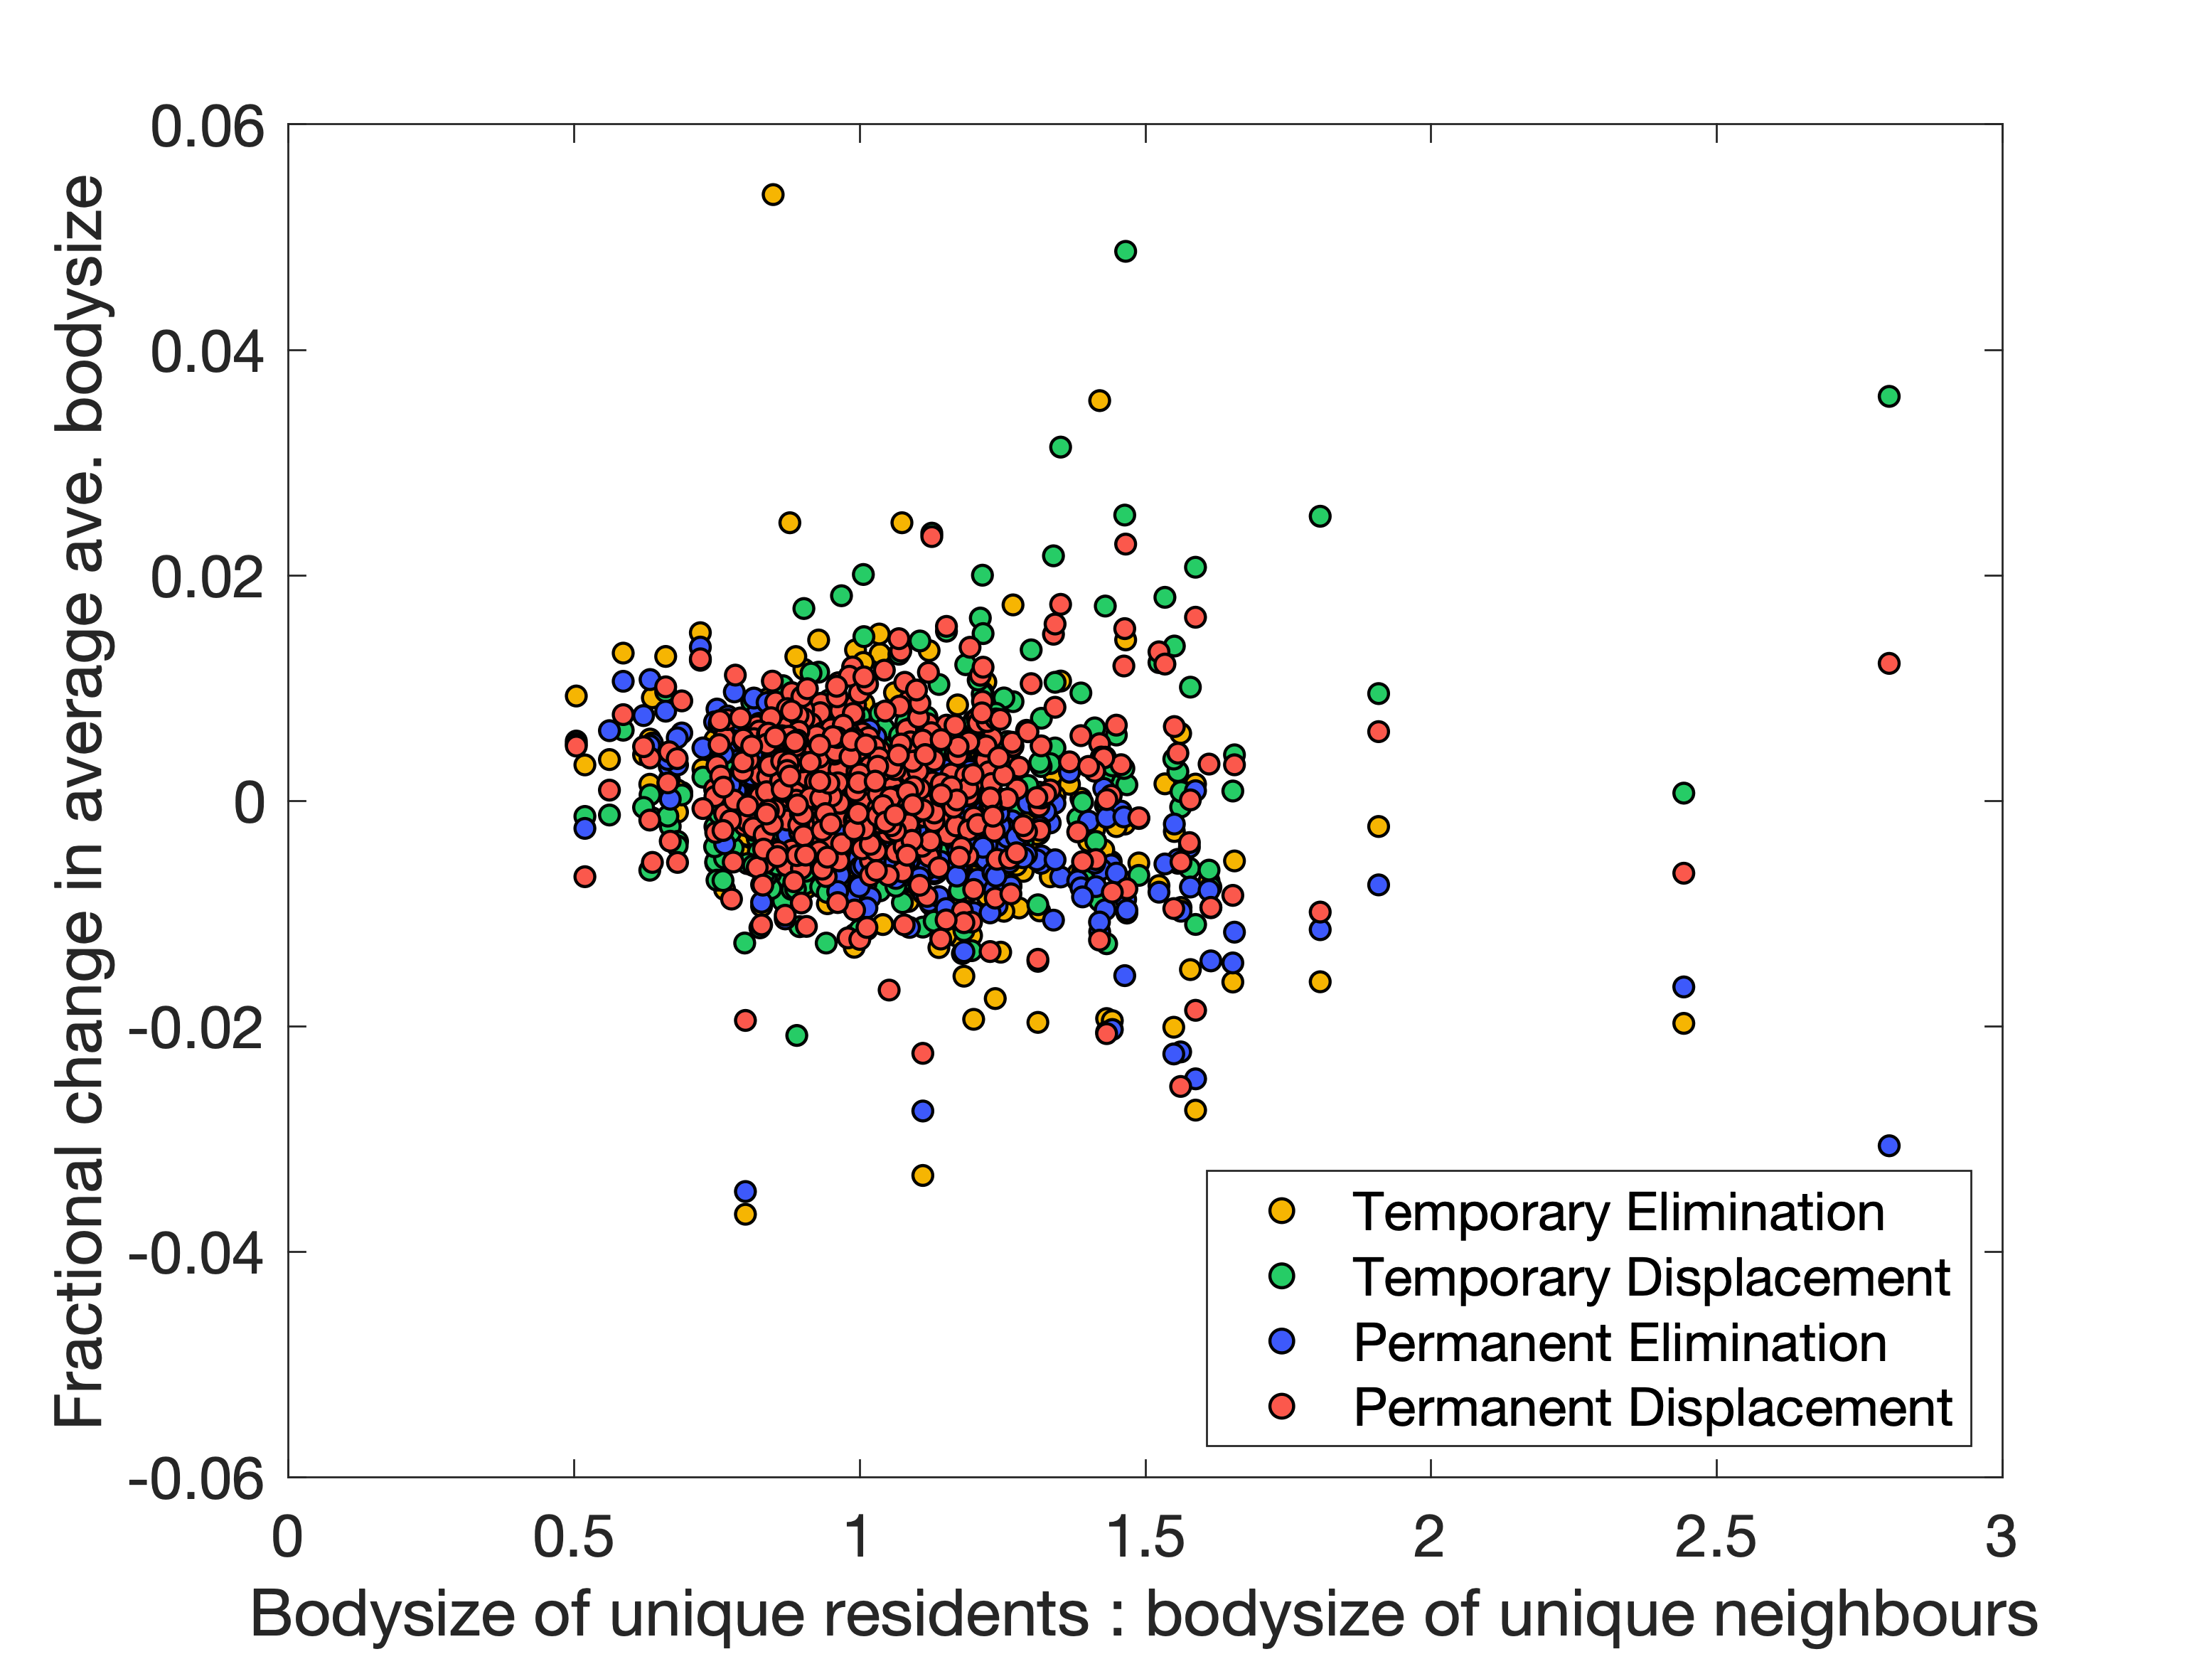 Fractional change in average ave. bodysize
0.06
0.04
0.02
0
-0.02
-0.04
-0.06
0 0.5 1 1.5 2 2.5 3
Bodysize of unique residents : bodysize of unique neighbours
Temporary Elimination
Temporary Displacement
Permanent Elimination
Permanent Displacement